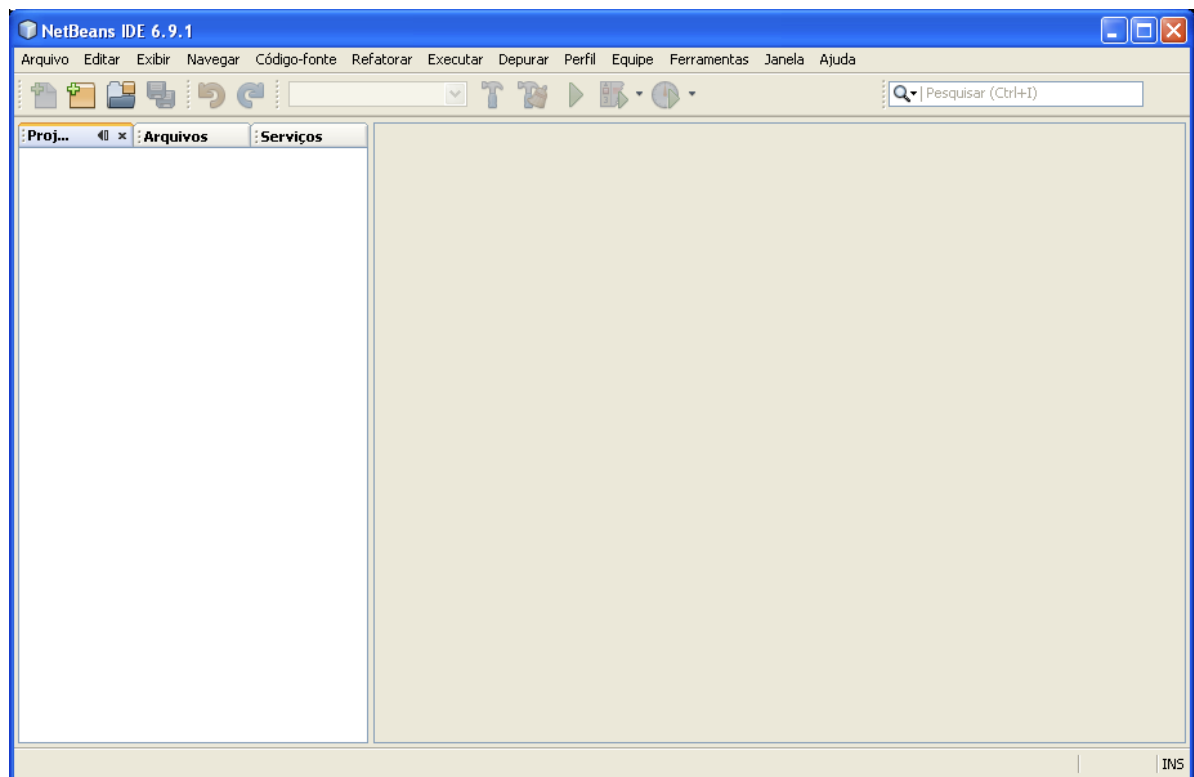 NetBeans IDE 6.9.1
Arquivo Editar Exibir Navegar Código-fonte Refatorar Executar Depurar Perfil Equipe Ferramentas Janela Ajuda
Pesquisar (Ctrl+I)
Proj... Arquivos Serviços
INS